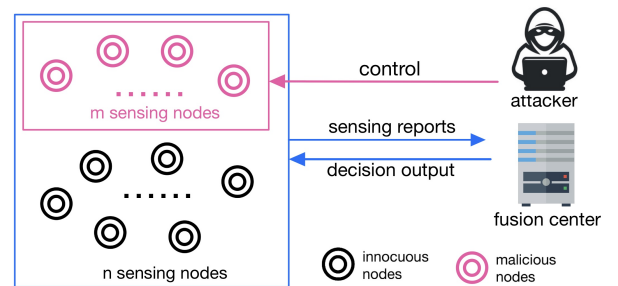 m sensing nodes
control
attacker
sensing reports
decision output
fusion center
n sensing nodes
innocuous
nodes
malicious
nodes